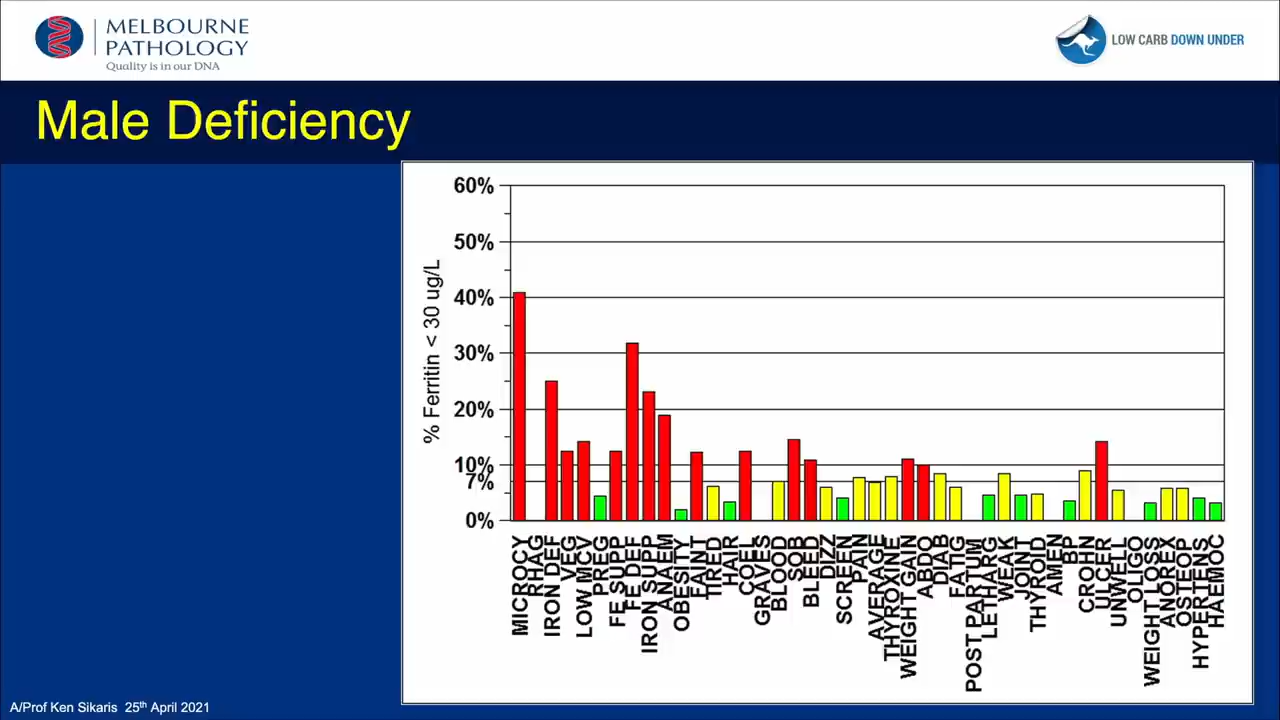 MELBOURNE
PATHOLOGY
Quality is in our DNA
LOW CARB DOWN UNDER
Male Deficiency
% Ferritin < 30 ug/L
60%
50%
40%
30%
20%
10%
7%
0%
MICROCY
RHAG
IRON DEF
VEG
LOW MCV
PREG
FE SUPP
FE DEF
IRON SUPP
ANAEM
OBESITY
FAINT
TIRED
HAIR
COEL
GRAVES
BLOOD
SOB
BLEED
DIZZ
SCREEN
PAIN
AVERAGE
THYROXINE
WEIGHT GAIN
ABDO
DIAB
FATIG
POST PARTUM
LETHARG
WEAK
JOINT
THYROID
AMEN
BP
CROHN
ULCER
UNWELL
OLIGO
WEIGHT LOSS
ANOREX
OSTEOP
HYPERTENS
HAEMOC
A/Prof Ken Sikaris 25th April 2021